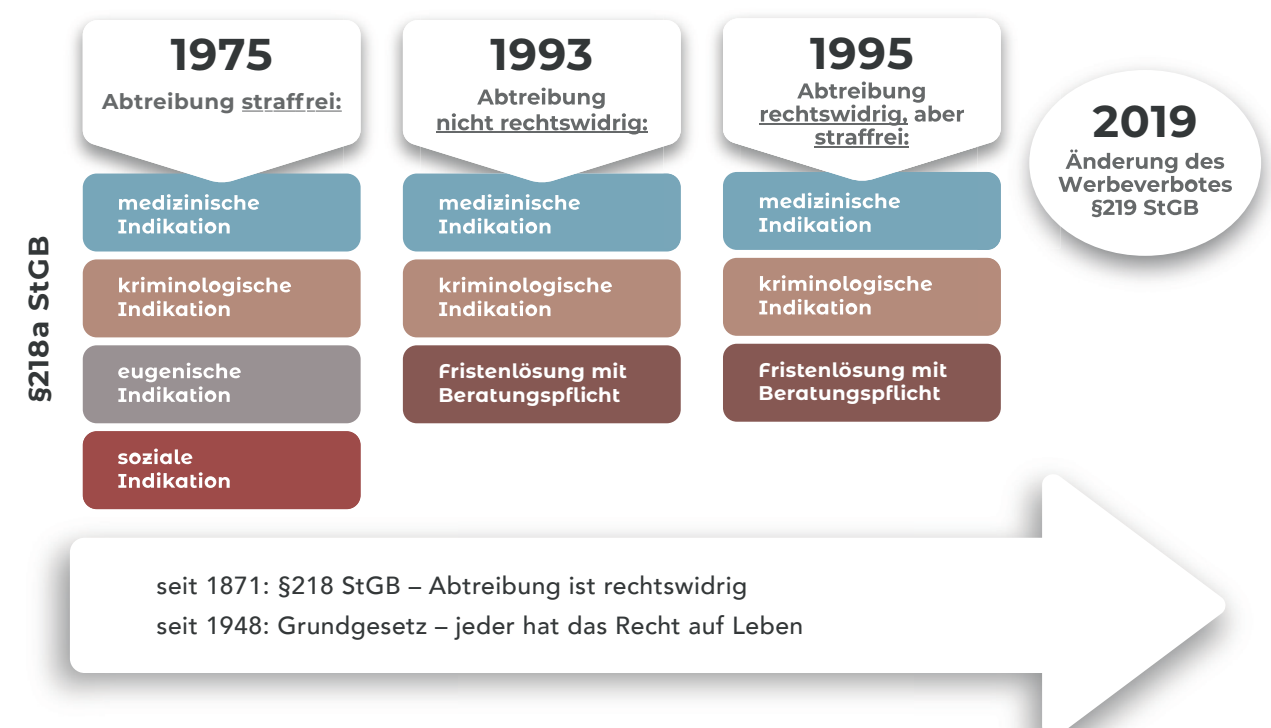 1975
Abtreibung straffrei:
medizinische
Indikation
kriminologische
Indikation
eugenische
Indikation
soziale
Indikation
1993
Abtreibung
nicht rechtswidrig:
medizinische
Indikation
kriminologische
Indikation
Fristenlösung mit
Beratungspflicht
1995
Abtreibung
rechtswidrig, aber
straffrei:
medizinische
Indikation
kriminologische
Indikation
Fristenlösung mit
Beratungspflicht
2019
Änderung des
Werbeverbotes
§219 StGB
§218a StGB
seit 1871: §218 StGB – Abtreibung ist rechtswidrig
seit 1948: Grundgesetz – jeder hat das Recht auf Leben